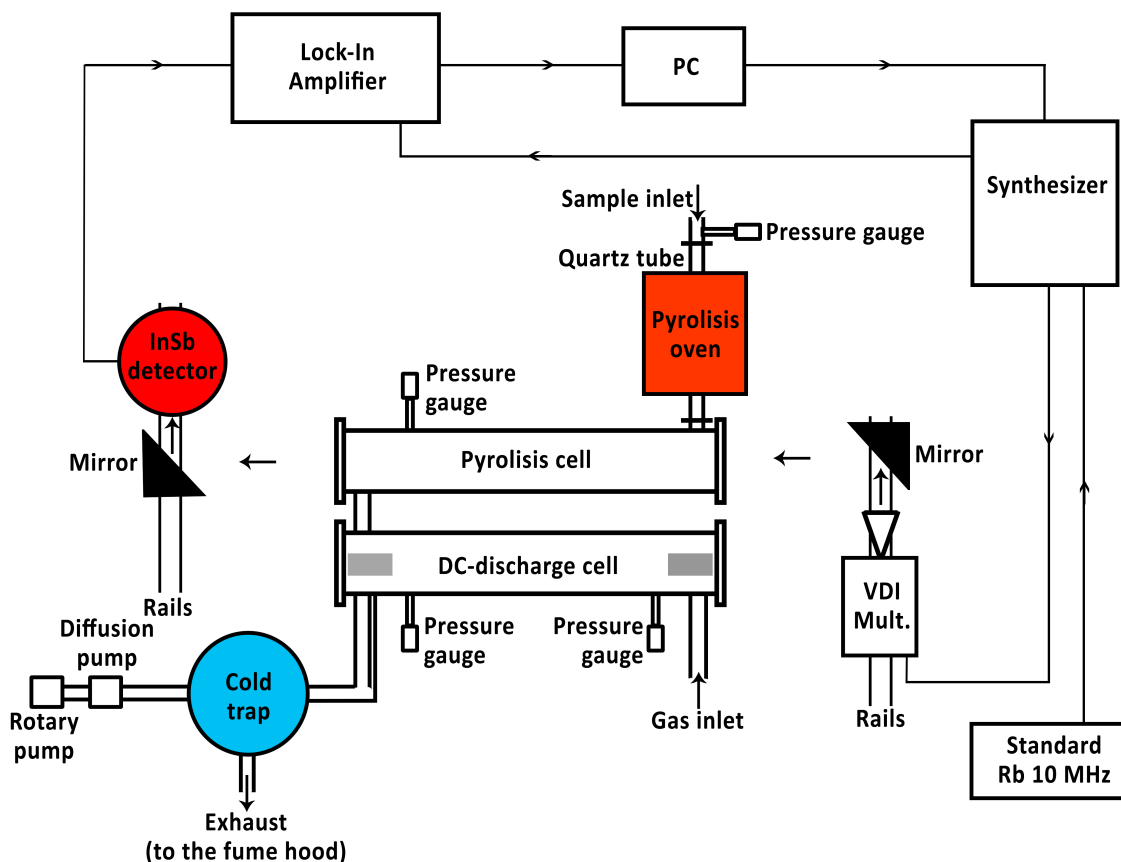 Lock-In
Amplifier
PC
Synthesizer
Sample inlet
Pressure gauge
Quartz tube
Pyrolisis
oven
InSb
detector
Pressure
gauge
Mirror
Pyrolisis cell
Mirror
DC-discharge cell
VDI
Mult.
Rails
Diffusion
pump
Pressure
gauge
Pressure
gauge
Cold
trap
Rotary
pump
Gas inlet
Rails
Standard
Rb 10 MHz
Exhaust
(to the fume hood)